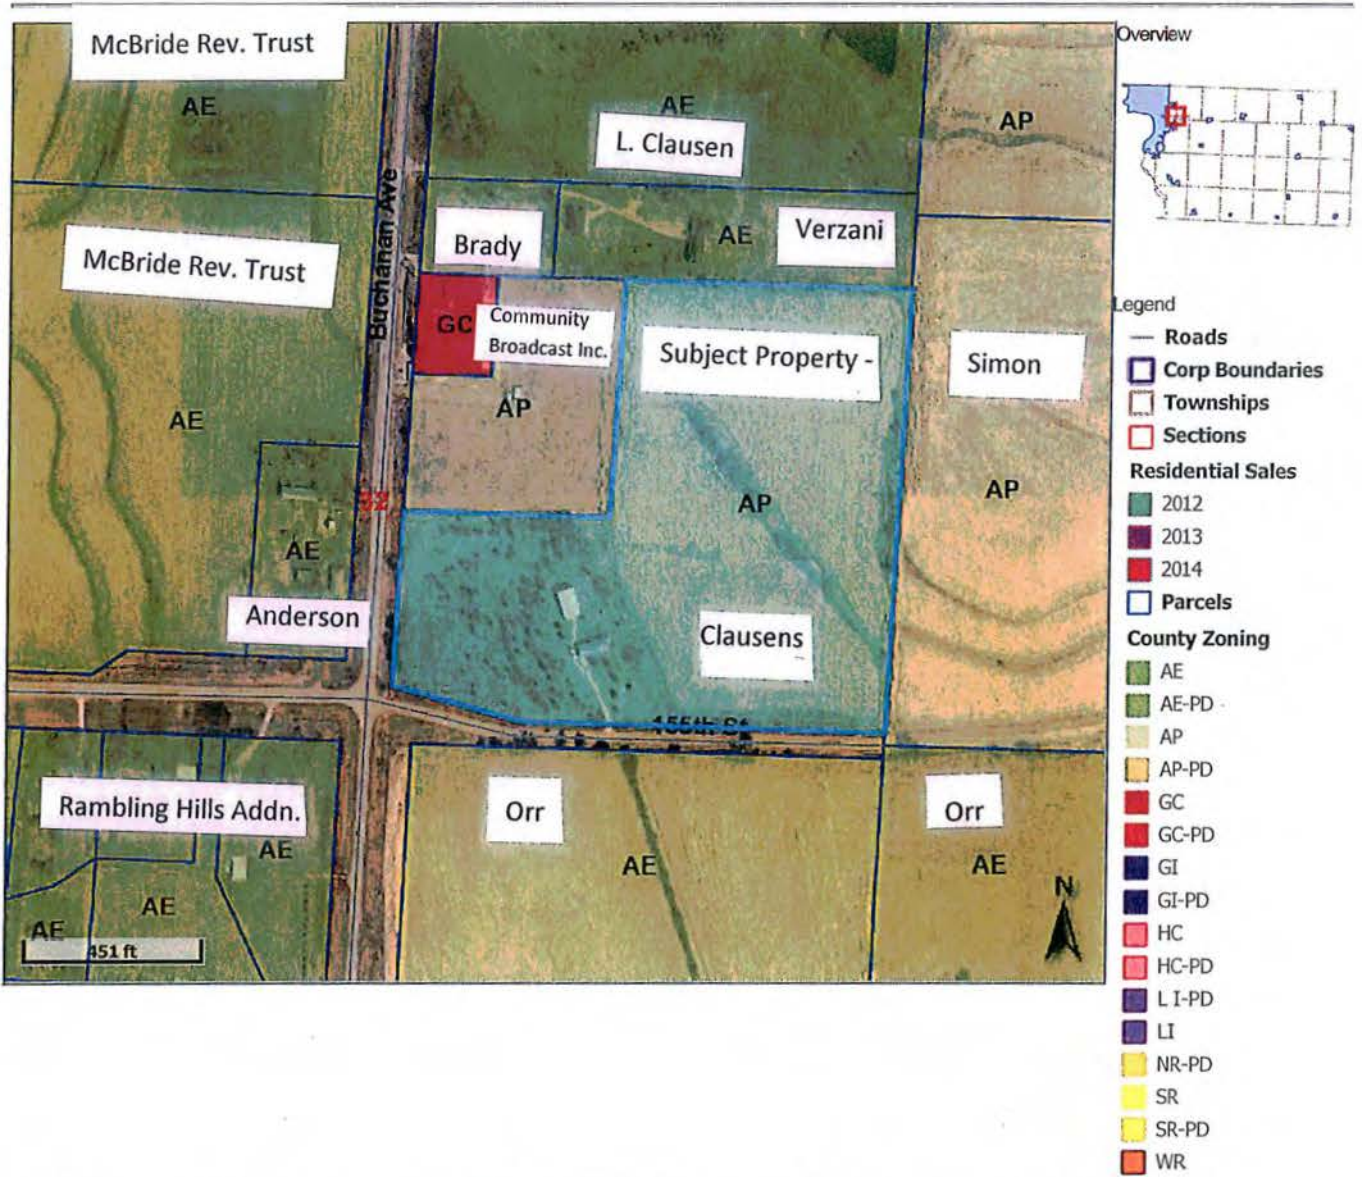 McBride Rev. Trust
AE
AE
L. Clausen
AP
Overview
Buchanan Ave
McBride Rev. Trust
Brady
AE
Verzani
GC
Community
Broadcast Inc.
Subject Property -
Simon
AP
AE
AP
AP
32
AE
Anderson
Clausens
155th St
Rambling Hills Addn.
AE
Orr
AE
Orr
AE
AE
AE
N
451 ft
Legend
Roads
Corp Boundaries
Townships
Sections
Residential Sales
2012
2013
2014
Parcels
County Zoning
AE
AE-PD
AP
AP-PD
GC
GC-PD
GI
GI-PD
HC
HC-PD
L I-PD
LI
NR-PD
SR
SR-PD
WR